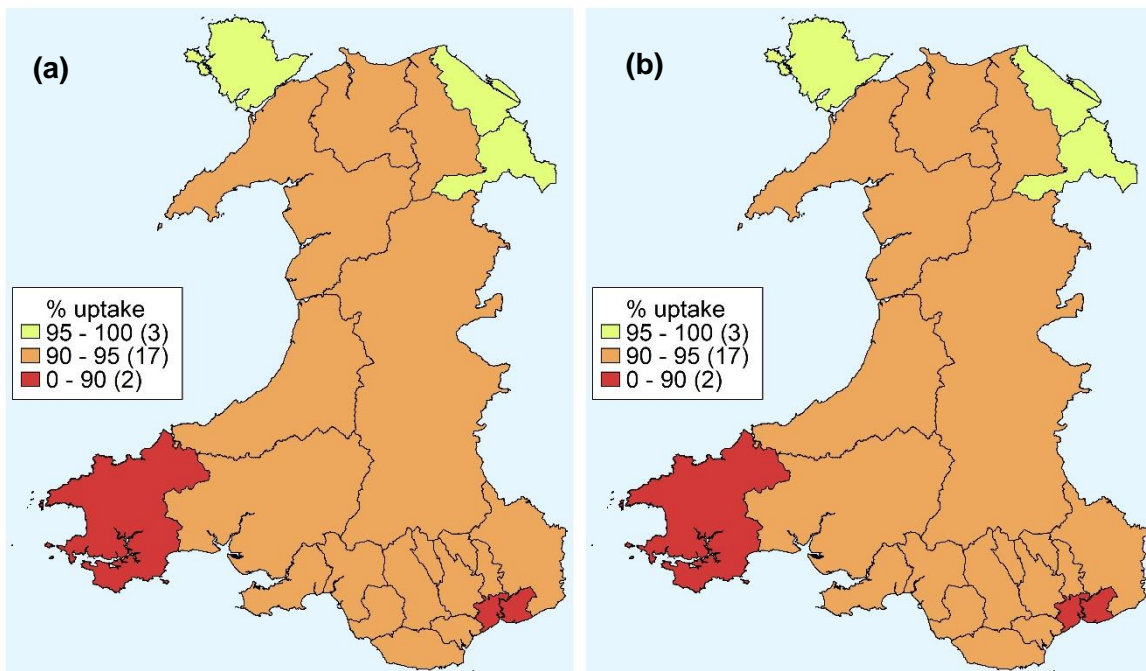 (a)
% uptake
95 - 100 (3)
90 - 95 (17)
0 - 90 (2)
(b)
% uptake
95 - 100 (3)
90 - 95 (17)
0 - 90 (2)